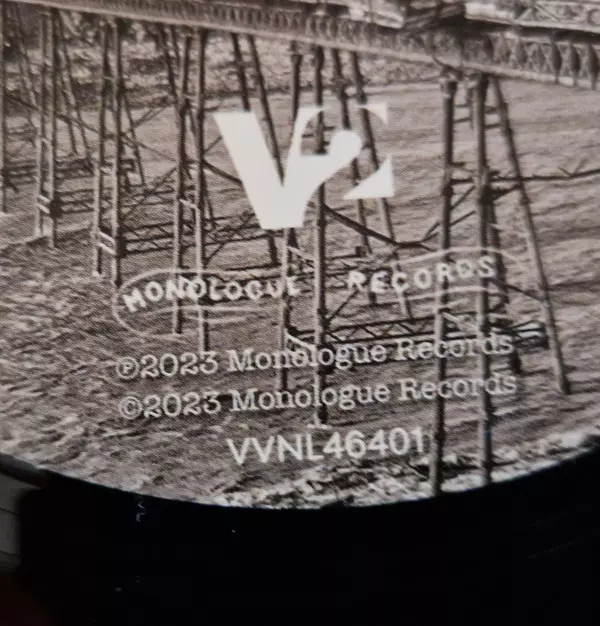 V2
MONOLOGUE RECORDS
℗2023 Monologue Records
©2023 Monologue Records
VVNL46401